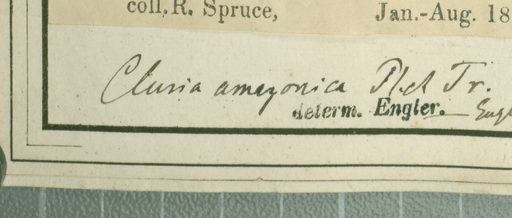 coll. R. Spruce, Jan.-Aug. 18
Clusia amazonica Pl. et Tr.
determ. Engler.